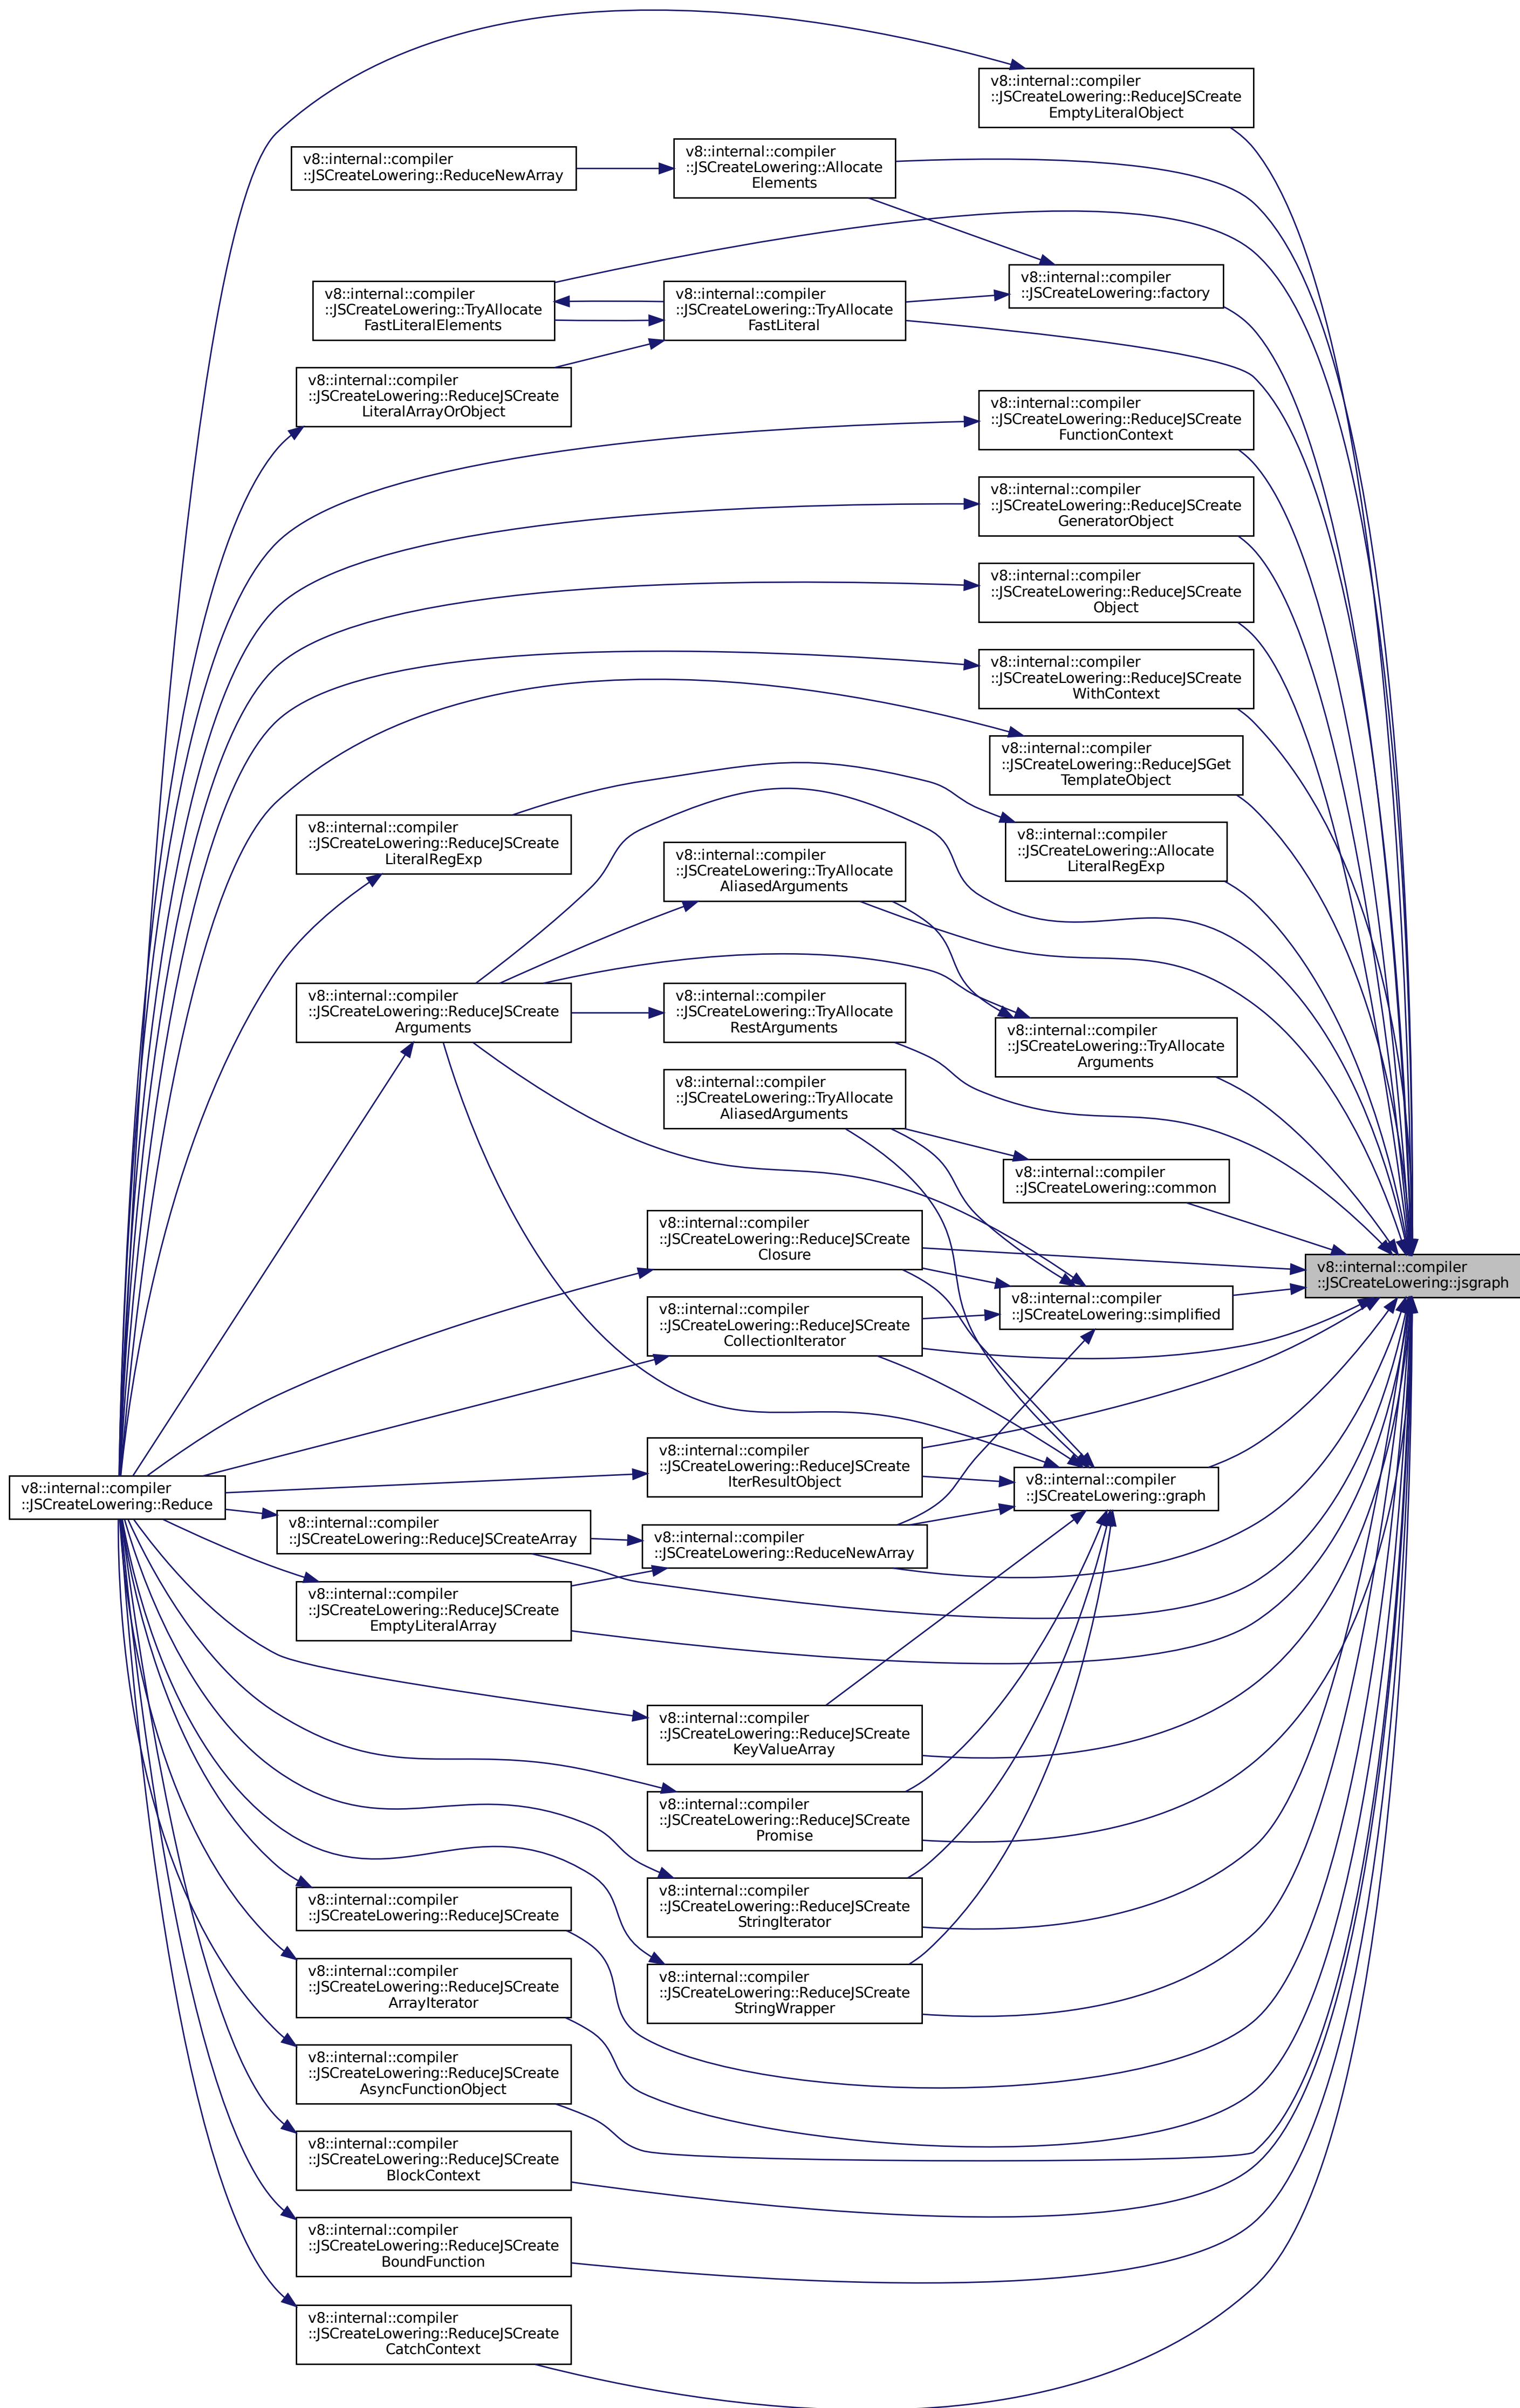 v8::internal::compiler
::JSCreateLowering::ReduceJSCreate
EmptyLiteralObject
v8::internal::compiler
::JSCreateLowering::ReduceNewArray
v8::internal::compiler
::JSCreateLowering::Allocate
Elements
v8::internal::compiler
::JSCreateLowering::factory
v8::internal::compiler
::JSCreateLowering::TryAllocate
FastLiteralElements
v8::internal::compiler
::JSCreateLowering::TryAllocate
FastLiteral
v8::internal::compiler
::JSCreateLowering::ReduceJSCreate
LiteralArrayOrObject
v8::internal::compiler
::JSCreateLowering::ReduceJSCreate
FunctionContext
v8::internal::compiler
::JSCreateLowering::ReduceJSCreate
GeneratorObject
v8::internal::compiler
::JSCreateLowering::ReduceJSCreate
Object
v8::internal::compiler
::JSCreateLowering::ReduceJSCreate
WithContext
v8::internal::compiler
::JSCreateLowering::ReduceJSGet
TemplateObject
v8::internal::compiler
::JSCreateLowering::ReduceJSCreate
LiteralRegExp
v8::internal::compiler
::JSCreateLowering::Allocate
LiteralRegExp
v8::internal::compiler
::JSCreateLowering::TryAllocate
AliasedArguments
v8::internal::compiler
::JSCreateLowering::ReduceJSCreate
Arguments
v8::internal::compiler
::JSCreateLowering::TryAllocate
RestArguments
v8::internal::compiler
::JSCreateLowering::TryAllocate
Arguments
v8::internal::compiler
::JSCreateLowering::TryAllocate
AliasedArguments
v8::internal::compiler
::JSCreateLowering::common
v8::internal::compiler
::JSCreateLowering::ReduceJSCreate
Closure
v8::internal::compiler
::JSCreateLowering::jsgraph
v8::internal::compiler
::JSCreateLowering::simplified
v8::internal::compiler
::JSCreateLowering::ReduceJSCreate
CollectionIterator
v8::internal::compiler
::JSCreateLowering::ReduceJSCreate
IterResultObject
v8::internal::compiler
::JSCreateLowering::graph
v8::internal::compiler
::JSCreateLowering::Reduce
v8::internal::compiler
::JSCreateLowering::ReduceJSCreateArray
v8::internal::compiler
::JSCreateLowering::ReduceNewArray
v8::internal::compiler
::JSCreateLowering::ReduceJSCreate
EmptyLiteralArray
v8::internal::compiler
::JSCreateLowering::ReduceJSCreate
KeyValueArray
v8::internal::compiler
::JSCreateLowering::ReduceJSCreate
Promise
v8::internal::compiler
::JSCreateLowering::ReduceJSCreate
StringIterator
v8::internal::compiler
::JSCreateLowering::ReduceJSCreate
v8::internal::compiler
::JSCreateLowering::ReduceJSCreate
StringWrapper
v8::internal::compiler
::JSCreateLowering::ReduceJSCreate
ArrayIterator
v8::internal::compiler
::JSCreateLowering::ReduceJSCreate
AsyncFunctionObject
v8::internal::compiler
::JSCreateLowering::ReduceJSCreate
BlockContext
v8::internal::compiler
::JSCreateLowering::ReduceJSCreate
BoundFunction
v8::internal::compiler
::JSCreateLowering::ReduceJSCreate
CatchContext